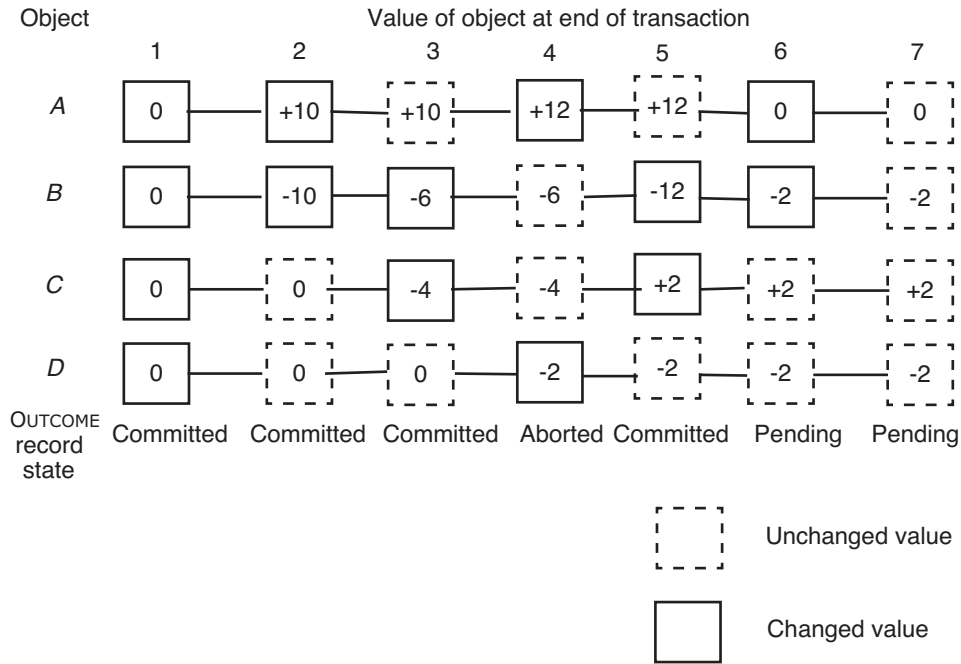 Object Value of object at end of transaction
1 2 3 4 5 6 7
A 0 +10 +10 +12 +12 0 0
B 0 -10 -6 -6 -12 -2 -2
C 0 0 -4 -4 +2 +2 +2
D 0 0 0 -2 -2 -2 -2
OUTCOME
record
state
Committed Committed Committed Aborted Committed Pending Pending
Unchanged value
Changed value